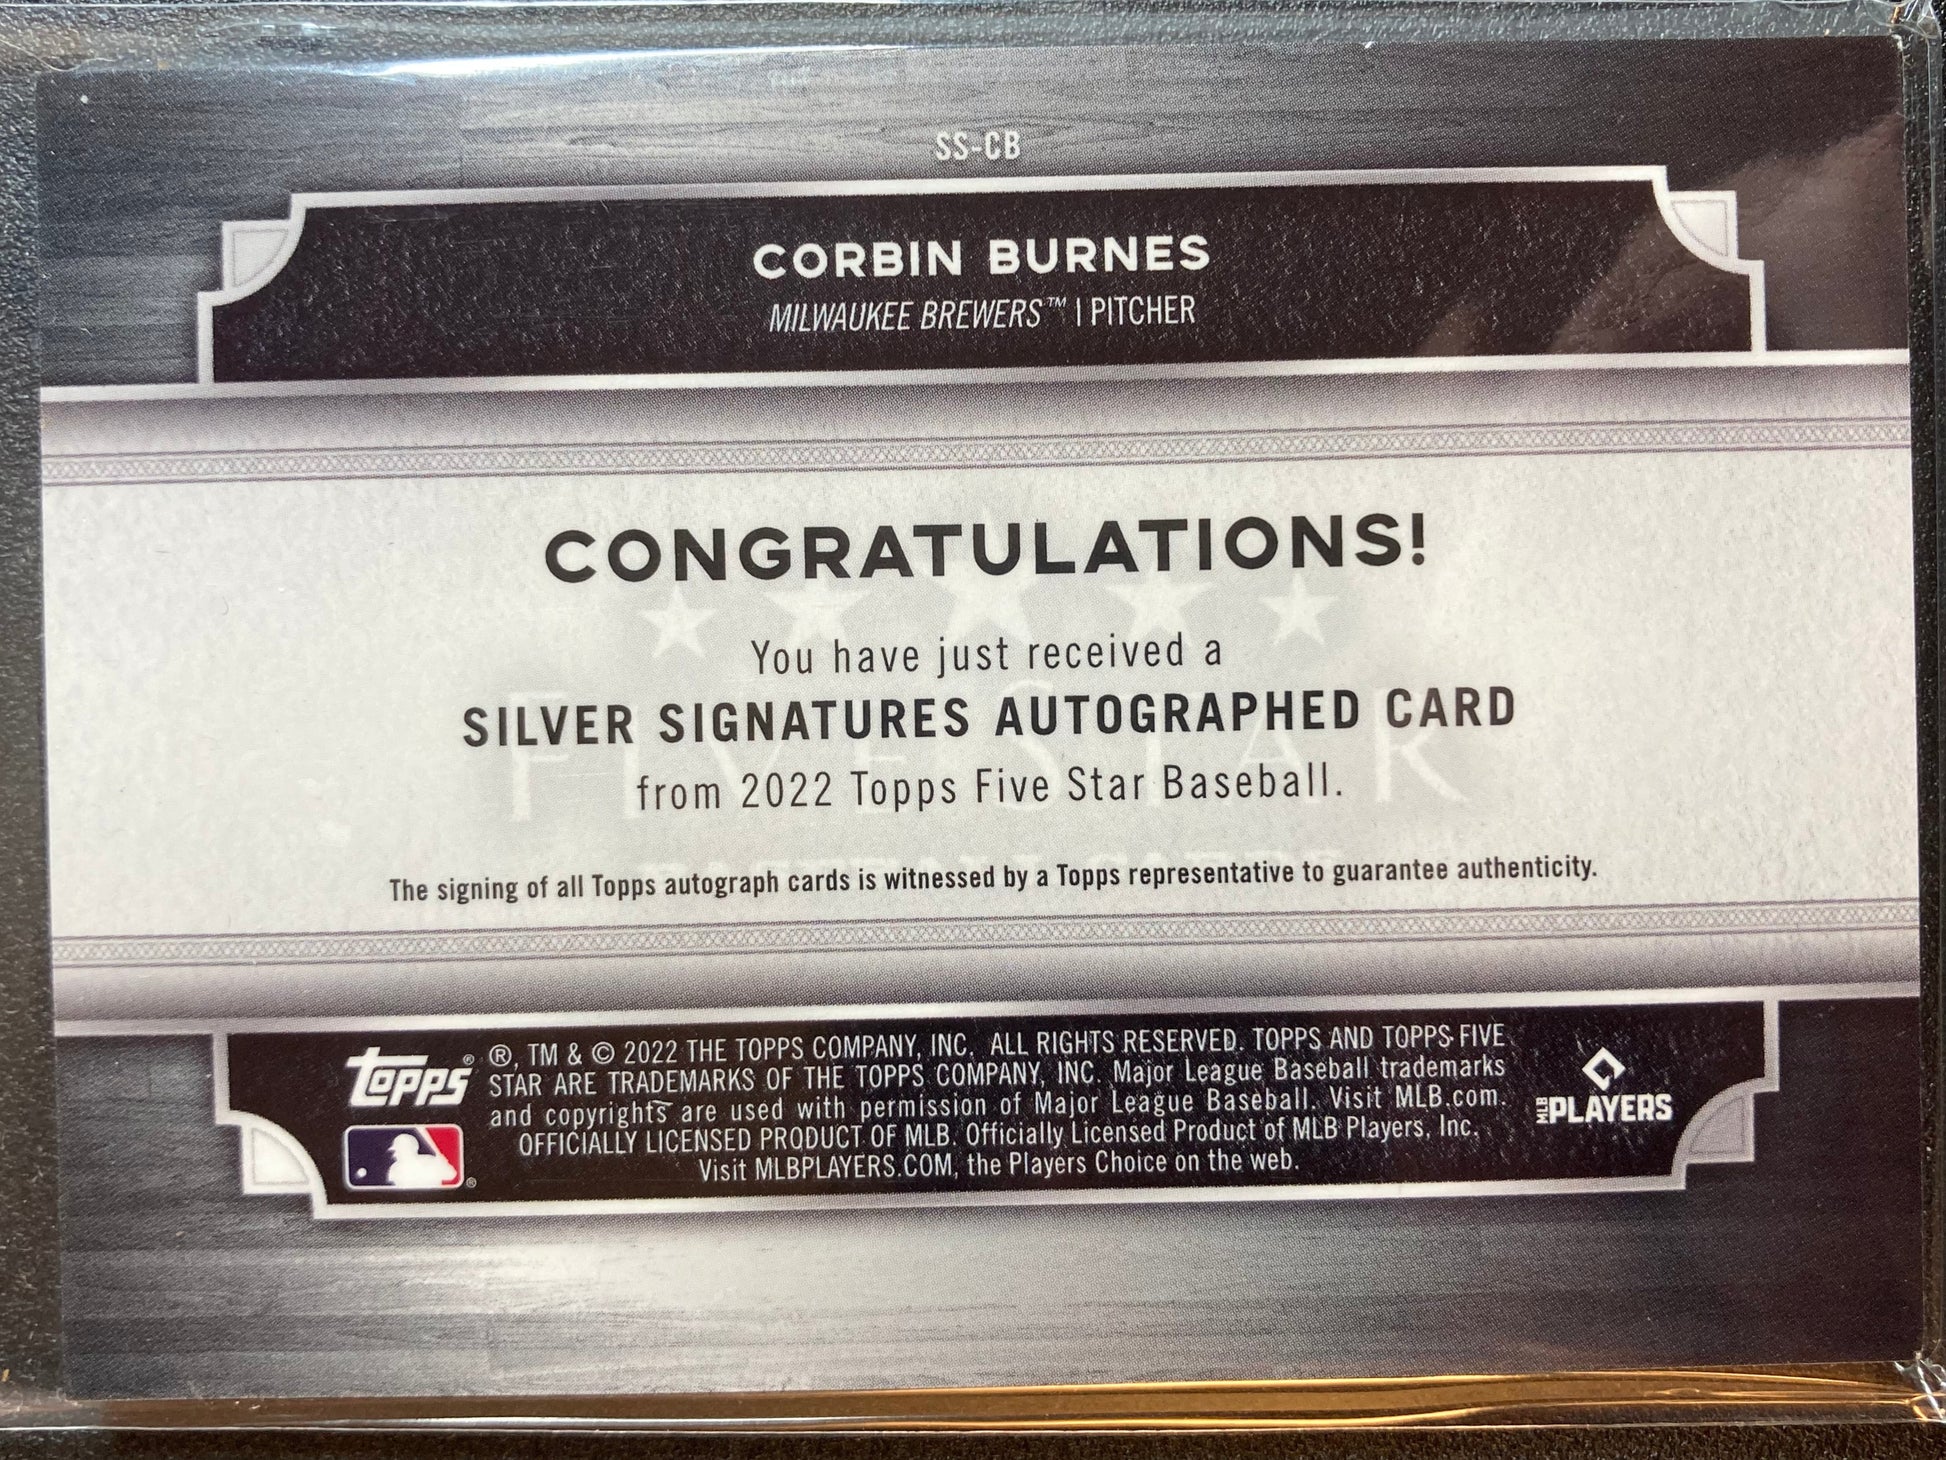 SS-CB
CORBIN BURNES
MILWAUKEE BREWERS™ | PITCHER
CONGRATULATIONS!
You have just received a
SILVER SIGNATURES AUTOGRAPHED CARD
from 2022 Topps Five Star Baseball.
FIVE STAR
The signing of all Topps autograph cards is witnessed by a Topps representative to guarantee authenticity.
Topps®
®, TM & © 2022 THE TOPPS COMPANY, INC. ALL RIGHTS RESERVED. TOPPS AND TOPPS FIVE
STAR ARE TRADEMARKS OF THE TOPPS COMPANY, INC. Major League Baseball trademarks
and copyrights are used with permission of Major League Baseball. Visit MLB.com.
OFFICIALLY LICENSED PRODUCT OF MLB. Officially Licensed Product of MLB Players, Inc.
Visit MLBPLAYERS.COM, the Players Choice on the web.
®
MLB PLAYERS